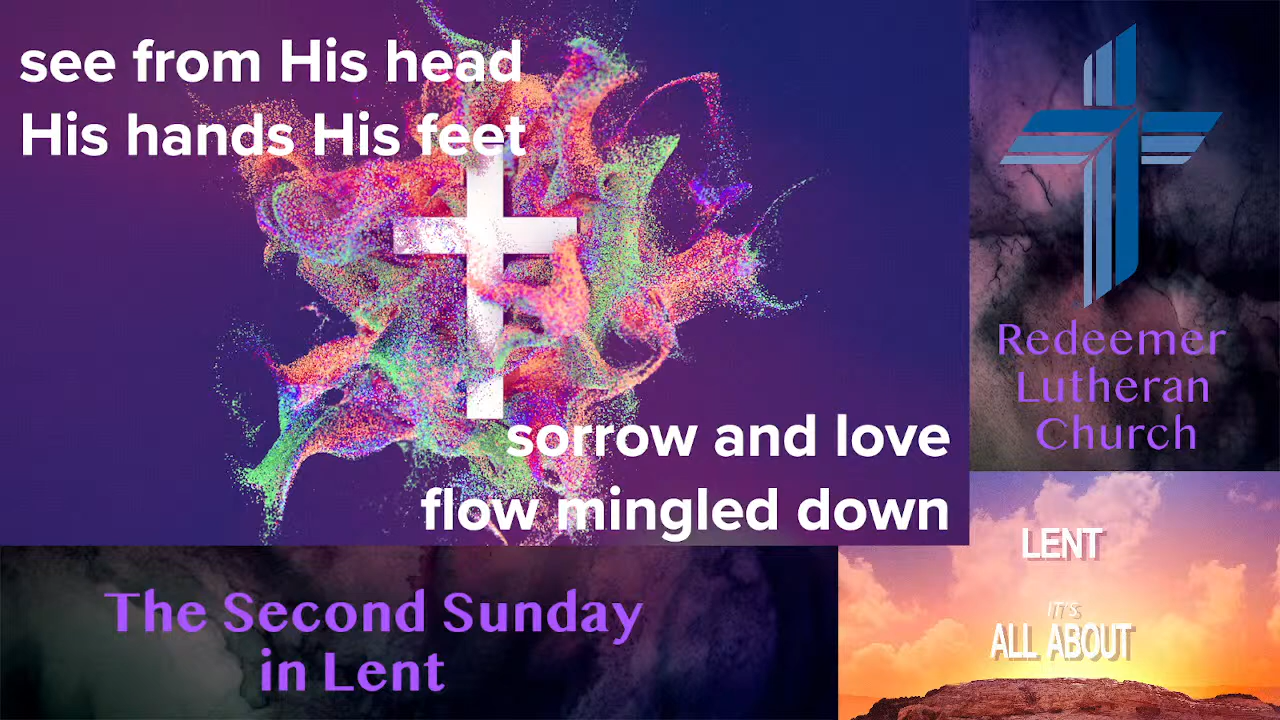 see from His head
His hands His feet
sorrow and love
flow mingled down
Redeemer
Lutheran
Church
The Second Sunday
in Lent
LENT
IT'S
ALL ABOUT